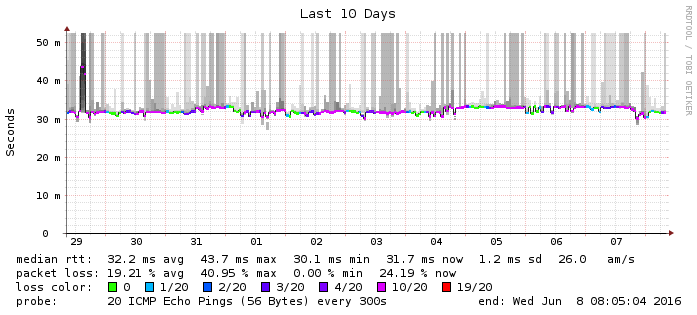 Last 10 Days
RRDTOOL / TOBI OETIKER
Seconds
50 m
40 m
30 m
20 m
10 m
0
29 30 31 01 02 03 04 05 06 07
median rtt: 32.2 ms avg 43.7 ms max 30.1 ms min 31.7 ms now 1.2 ms sd 26.0 am/s
packet loss: 19.21 % avg 40.95 % max 0.00 % min 24.19 % now
loss color: 0 1/20 2/20 3/20 4/20 10/20 19/20
probe: 20 ICMP Echo Pings (56 Bytes) every 300s end: Wed Jun 8 08:05:04 2016